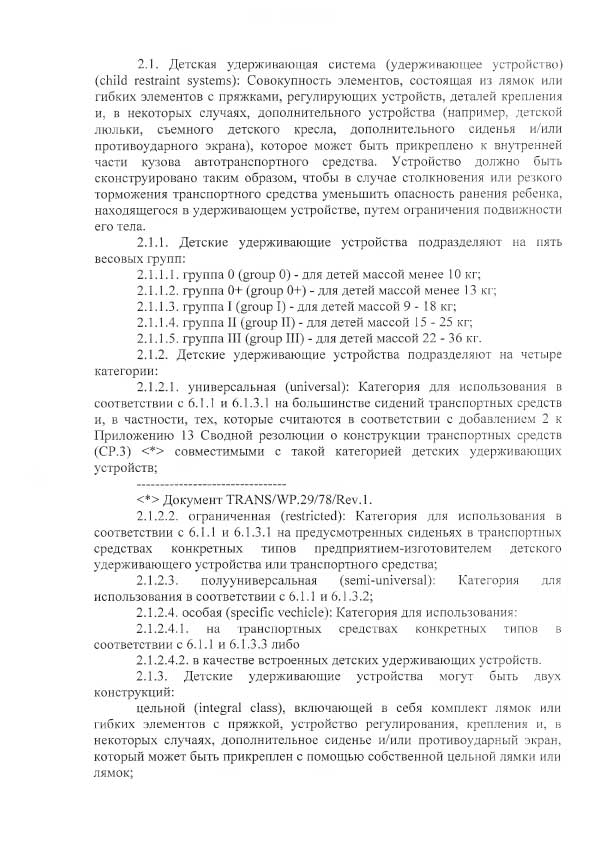 2.1. Детская удерживающая система (удерживающее устройство)
(child restraint systems): Совокупность элементов, состоящая из лямок или
гибких элементов с пряжками, регулирующих устройств, деталей крепления
и, в некоторых случаях, дополнительного устройства (например, детской
люльки, съемного детского кресла, дополнительного сиденья и/или
противоударного экрана), которое может быть прикреплено к внутренней
части кузова автотранспортного средства. Устройство должно быть
сконструировано таким образом, чтобы в случае столкновения или резкого
торможения транспортного средства уменьшить опасность ранения ребенка,
находящегося в удерживающем устройстве, путем ограничения подвижности
его тела.
2.1.1. Детские удерживающие устройства подразделяют на пять
весовых групп:
2.1.1.1. группа 0 (group 0) - для детей массой менее 10 кг;
2.1.1.2. группа 0+ (group 0+) - для детей массой менее 13 кг;
2.1.1.3. группа I (group I) - для детей массой 9 - 18 кг;
2.1.1.4. группа II (group II) - для детей массой 15 - 25 кг;
2.1.1.5. группа III (group III) - для детей массой 22 - 36 кг.
2.1.2. Детские удерживающие устройства подразделяют на четыре
категории:
2.1.2.1. универсальная (universal): Категория для использования в
соответствии с 6.1.1 и 6.1.3.1 на большинстве сидений транспортных средств
и, в частности, тех, которые считаются в соответствии с добавлением 2 к
Приложению 13 Сводной резолюции о конструкции транспортных средств
(СР.3) <*> совместимыми с такой категорией детских удерживающих
устройств;
--------------------------------
<*> Документ TRANS/WP.29/78/Rev.1.
2.1.2.2. ограниченная (restricted): Категория для использования в
соответствии с 6.1.1 и 6.1.3.1 на предусмотренных сиденьях в транспортных
средствах конкретных типов предприятием-изготовителем детского
удерживающего устройства или транспортного средства;
2.1.2.3. полууниверсальная (semi-universal): Категория для
использования в соответствии с 6.1.1 и 6.1.3.2;
2.1.2.4. особая (specific vechicle): Категория для использования:
2.1.2.4.1. на транспортных средствах конкретных типов в
соответствии с 6.1.1 и 6.1.3.3 либо
2.1.2.4.2. в качестве встроенных детских удерживающих устройств.
2.1.3. Детские удерживающие устройства могут быть двух
конструкций:
цельной (integral class), включающей в себя комплект лямок или
гибких элементов с пряжкой, устройство регулирования, крепления и, в
некоторых случаях, дополнительное сиденье и/или противоударный экран,
который может быть прикреплен с помощью собственной цельной лямки или
лямок;